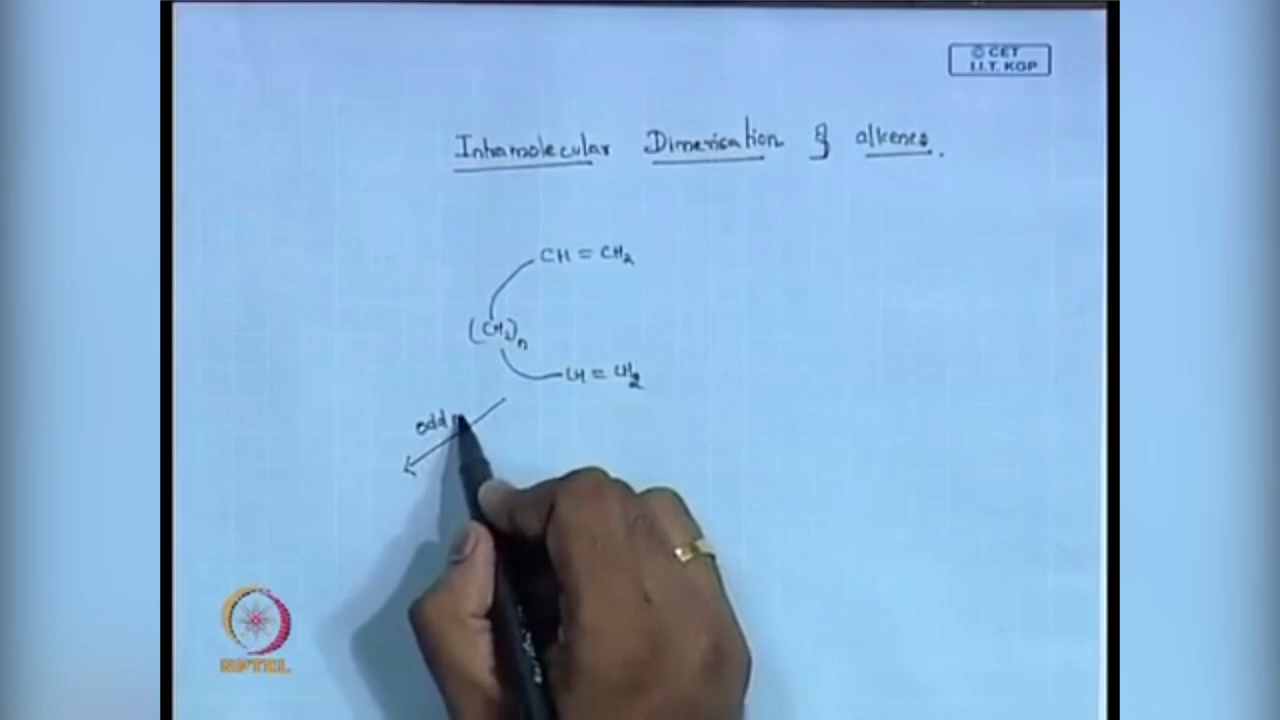 © CET
I.I.T. KGP
Intramolecular Dimerisation of alkenes.
CH = CH₂
(CH₂)n
CH = CH₂
odd
NPTEL